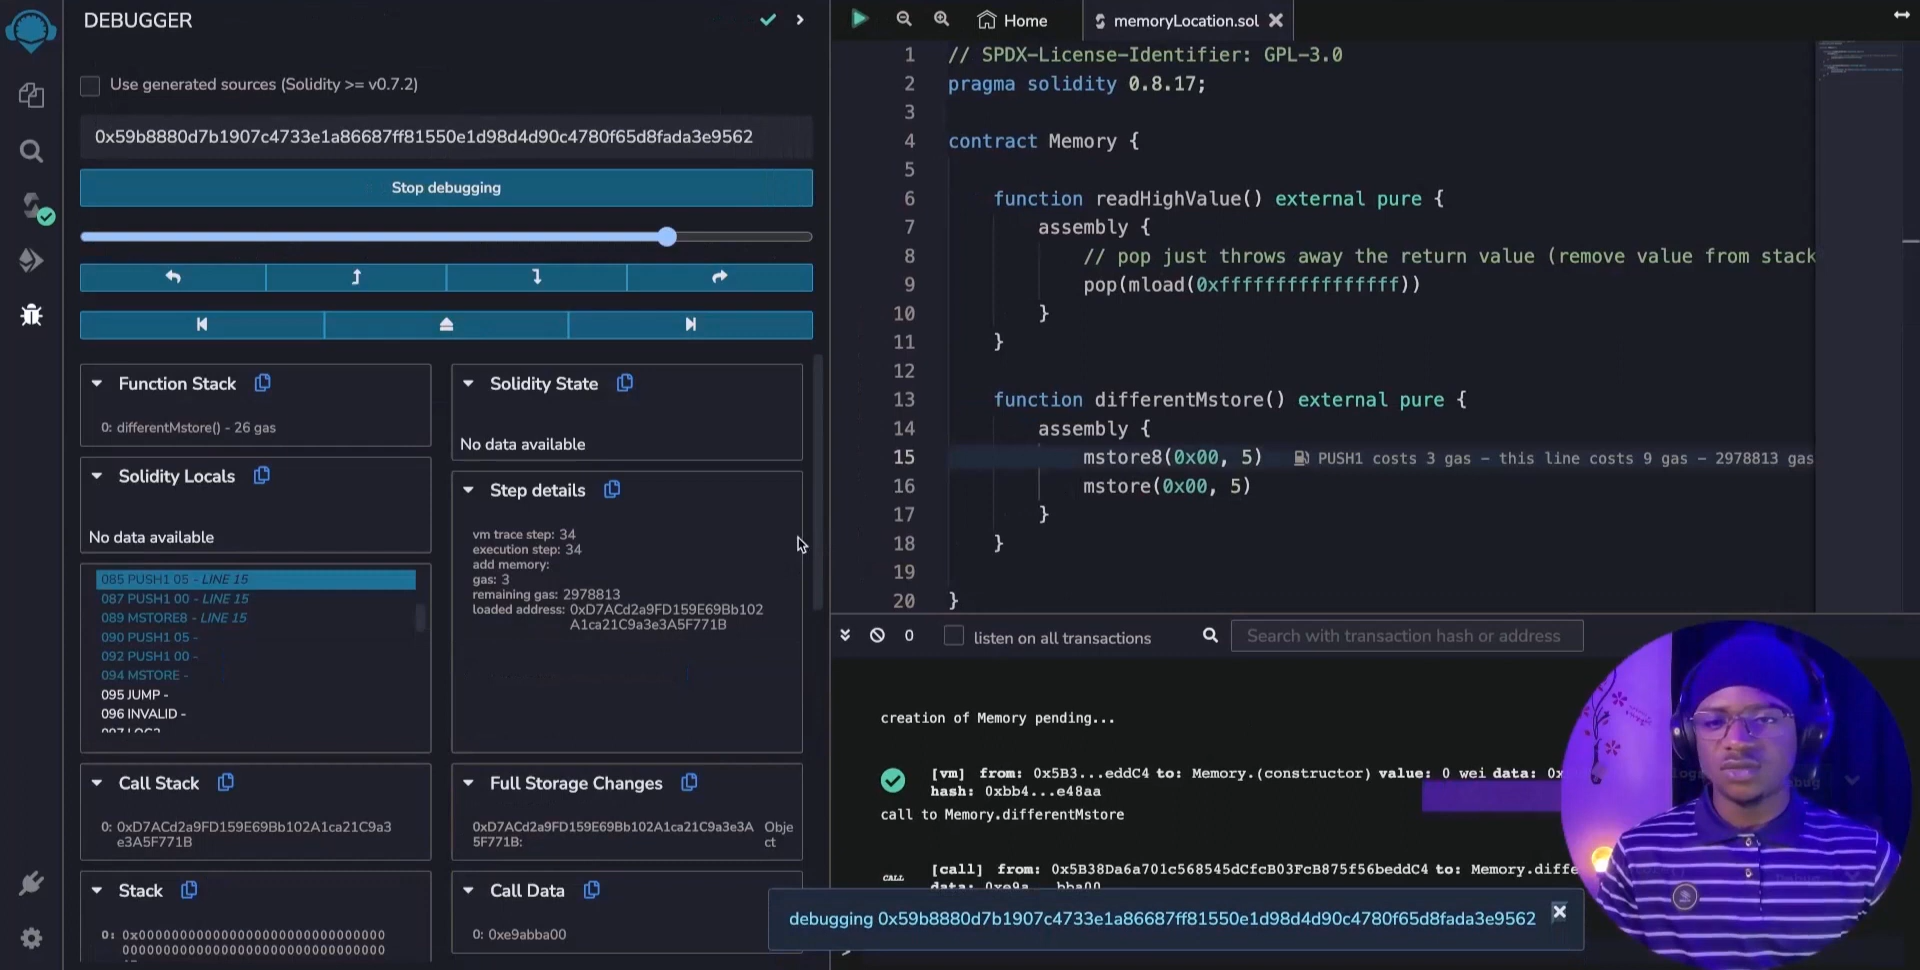 DEBUGGER
Use generated sources (Solidity >= v0.7.2)
0x59b8880d7b1907c4733e1a86687ff81550e1d98d4d90c4780f65d8fada3e9562
Stop debugging
Function Stack
0: differentMstore() - 26 gas
Solidity Locals
No data available
085 PUSH1 05 - LINE 15
087 PUSH1 00 - LINE 15
089 MSTORE8 - LINE 15
090 PUSH1 05 -
092 PUSH1 00 -
094 MSTORE -
095 JUMP -
096 INVALID -
097 LOG2
Call Stack
0: 0xD7ACd2a9FD159E69Bb102A1ca21C9a3
e3A5F771B
Stack
0: 0x00000000000000000000000000000
000000000000000000000000000000000
Solidity State
No data available
Step details
vm trace step: 34
execution step: 34
add memory:
gas: 3
remaining gas: 2978813
loaded address: 0xD7ACd2a9FD159E69Bb102
A1ca21C9a3e3A5F771B
Full Storage Changes
0xD7ACd2a9FD159E69Bb102A1ca21C9a3e3A Obje
5F771B: ct
Call Data
0: 0xe9abba00
Home
memoryLocation.sol
1 // SPDX-License-Identifier: GPL-3.0
2 pragma solidity 0.8.17;
3
4 contract Memory {
5
6 function readHighValue() external pure {
7 assembly {
8 // pop just throws away the return value (remove value from stack
9 pop(mload(0xffffffffffffffff))
10 }
11 }
12
13 function differentMstore() external pure {
14 assembly {
15 mstore8(0x00, 5) PUSH1 costs 3 gas - this line costs 9 gas - 2978813 gas
16 mstore(0x00, 5)
17 }
18 }
19
20 }
0
listen on all transactions
Search with transaction hash or address
creation of Memory pending...
[vm] from: 0x5B3...eddC4 to: Memory.(constructor) value: 0 wei data: 0x
hash: 0xbb4...e48aa
call to Memory.differentMstore
CALL
[call] from: 0x5B38Da6a701c568545dCfcB03FcB875f56beddC4 to: Memory.diffe
data: 0xe9a...bba00
debugging 0x59b8880d7b1907c4733e1a86687ff81550e1d98d4d90c4780f65d8fada3e9562